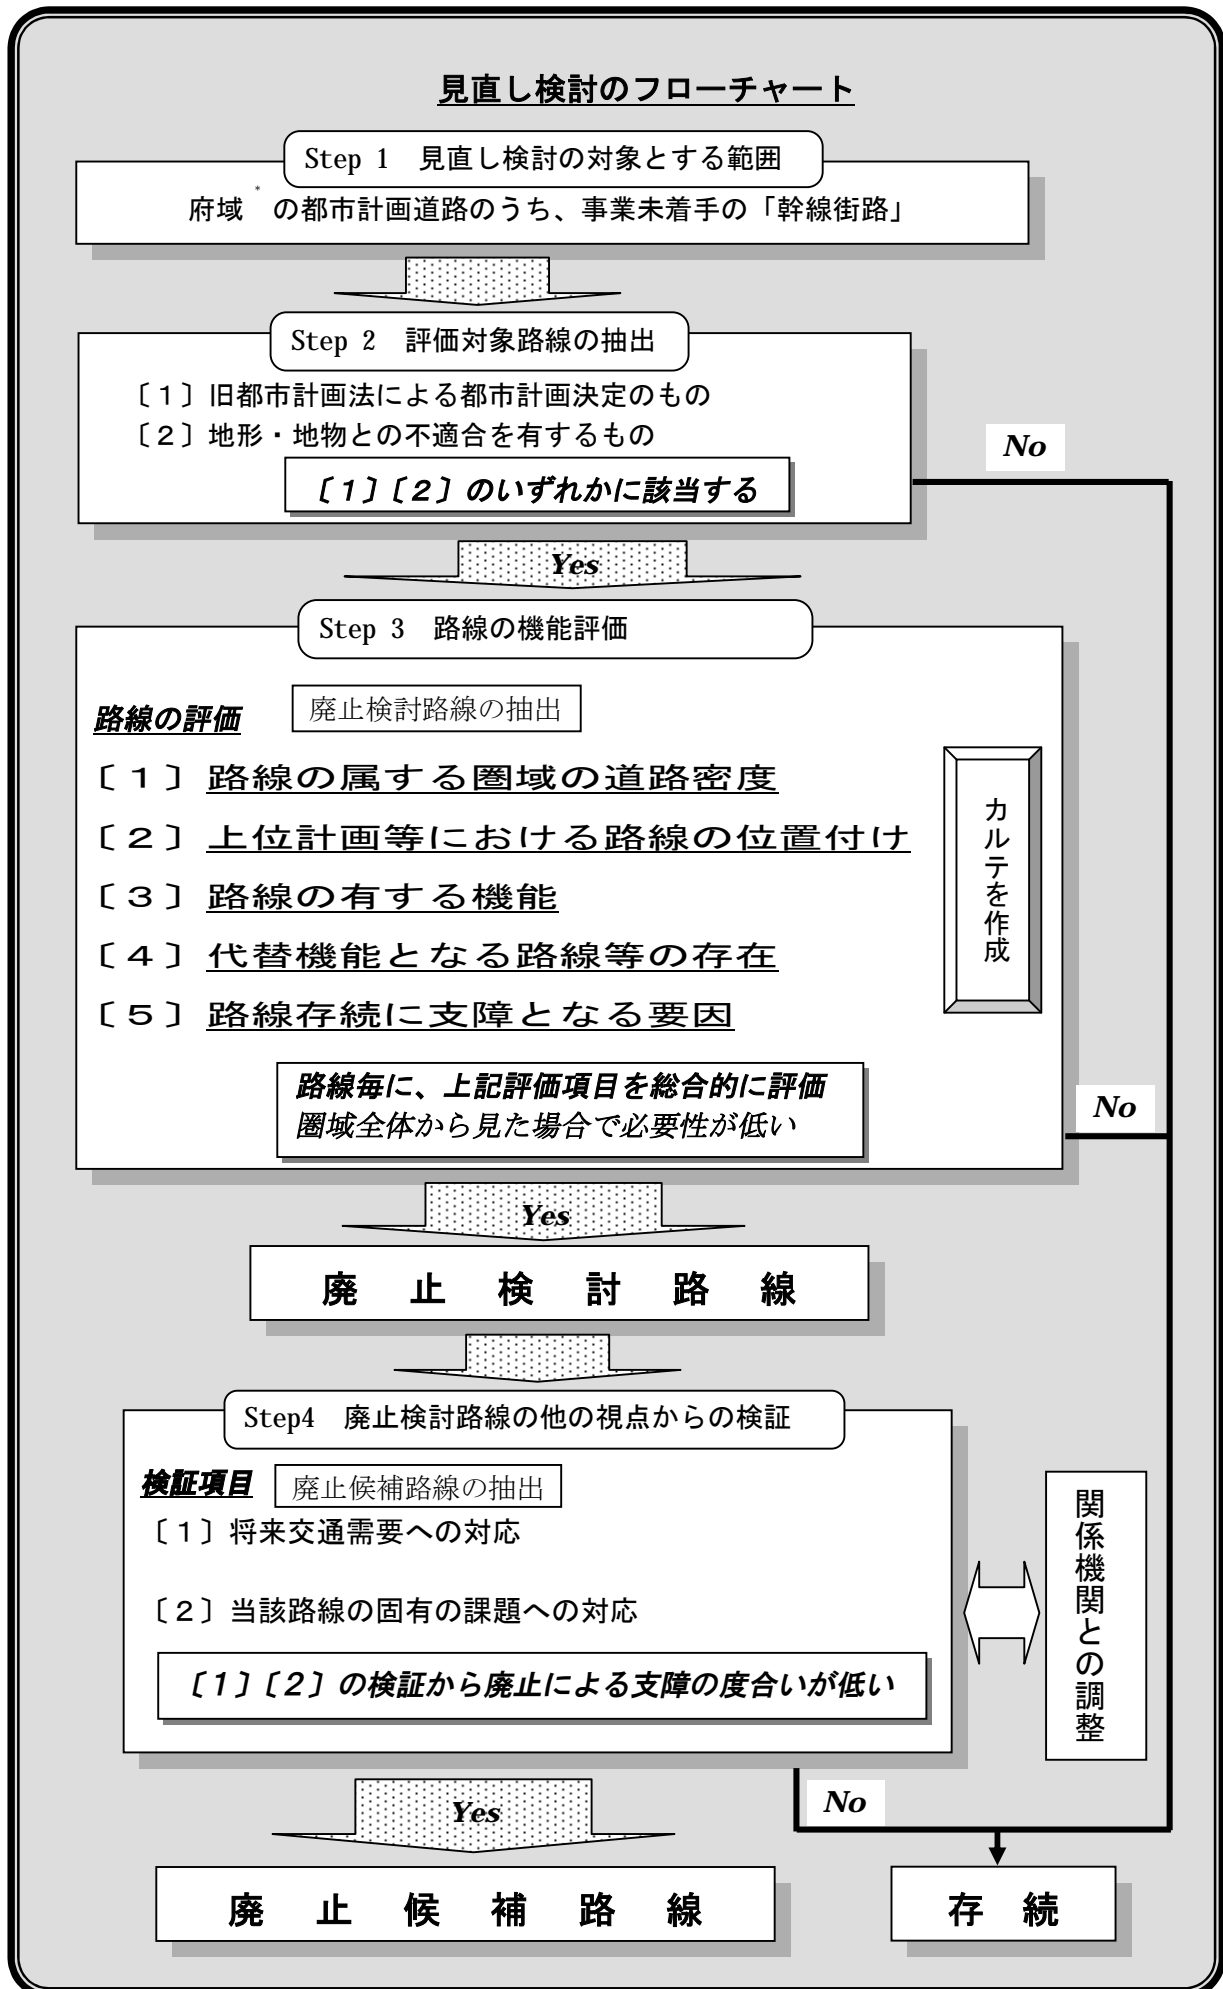 見直し検討のフローチャート
Step 1　見直し検討の対象とする範囲
府域*の都市計画道路のうち、事業未着手の「幹線街路」
Step 2　評価対象路線の抽出
〔１〕旧都市計画法による都市計画決定のもの
〔２〕地形・地物との不適合を有するもの
〔１〕〔２〕のいずれかに該当する
No
Yes
Step 3　路線の機能評価
路線の評価
廃止検討路線の抽出
〔１〕路線の属する圏域の道路密度
〔２〕上位計画等における路線の位置付け
〔３〕路線の有する機能
〔４〕代替機能となる路線等の存在
〔５〕路線存続に支障となる要因
カルテを作成
路線毎に、上記評価項目を総合的に評価
圏域全体から見た場合で必要性が低い
No
Yes
廃止検討路線
Step4　廃止検討路線の他の視点からの検証
検証項目
廃止候補路線の抽出
〔１〕将来交通需要への対応
〔２〕当該路線の固有の課題への対応
〔１〕〔２〕の検証から廃止による支障の度合いが低い
関係機関との調整
No
Yes
廃止候補路線
存続